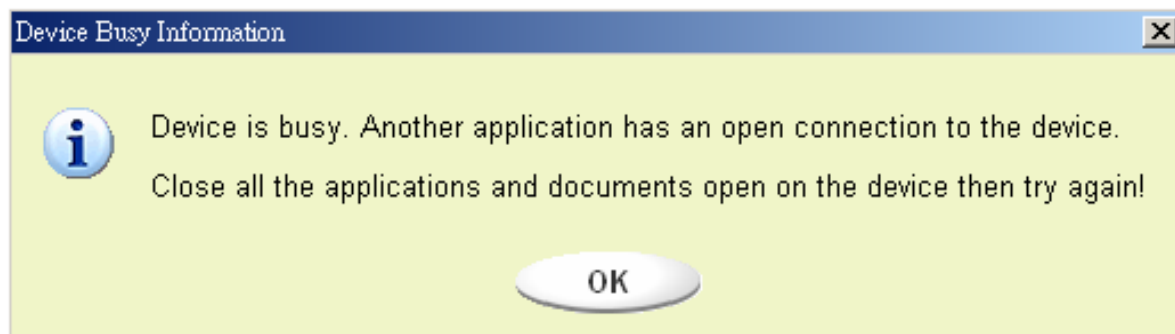 Device Busy Information
Device is busy. Another application has an open connection to the device.
Close all the applications and documents open on the device then try again!
OK